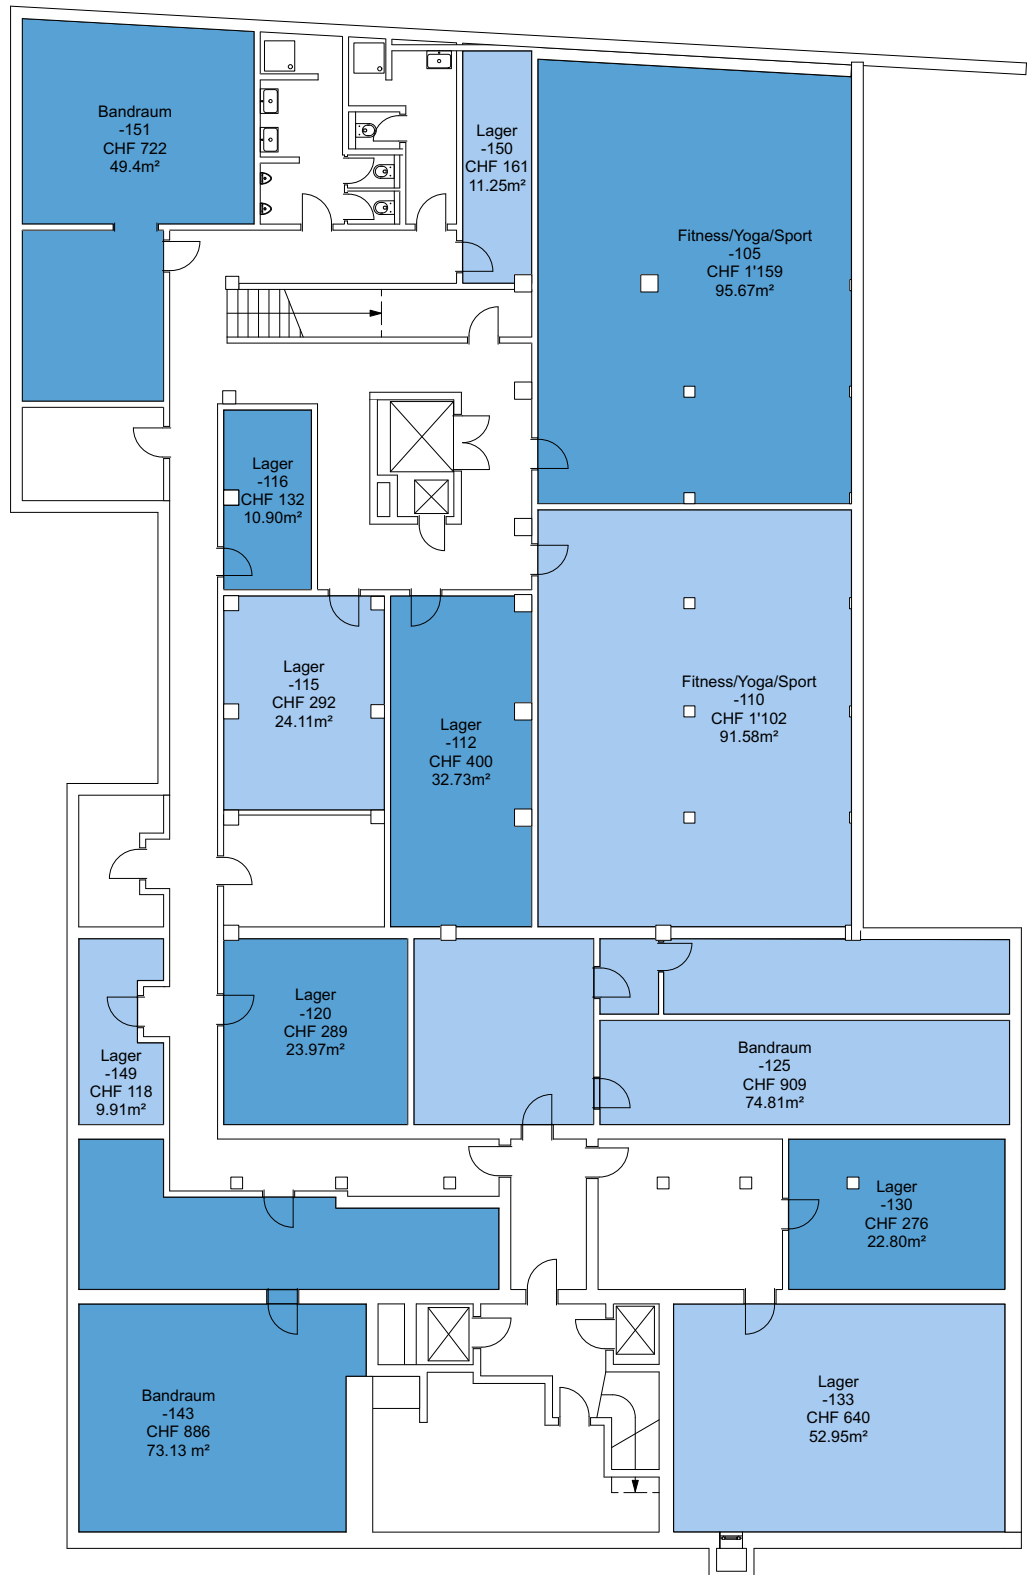 Bandraum
-151
CHF 722
49.4m²
Lager
-150
CHF 161
11.25m²
Fitness/Yoga/Sport
-105
CHF 1'159
95.67m²
Lager
-116
CHF 132
10.90m²
Lager
-115
CHF 292
24.11m²
Lager
-112
CHF 400
32.73m²
Fitness/Yoga/Sport
-110
CHF 1'102
91.58m²
Lager
-120
CHF 289
23.97m²
Lager
-149
CHF 118
9.91m²
Bandraum
-125
CHF 909
74.81m²
Lager
-130
CHF 276
22.80m²
Bandraum
-143
CHF 886
73.13 m²
Lager
-133
CHF 640
52.95m²